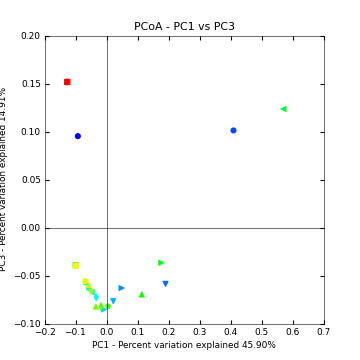 PCoA - PC1 vs PC3
0.20
0.15
0.10
0.05
0.00
−0.05
−0.10
PC3 - Percent variation explained 14.91%
−0.2 −0.1 0.0 0.1 0.2 0.3 0.4 0.5 0.6 0.7
PC1 - Percent variation explained 45.90%